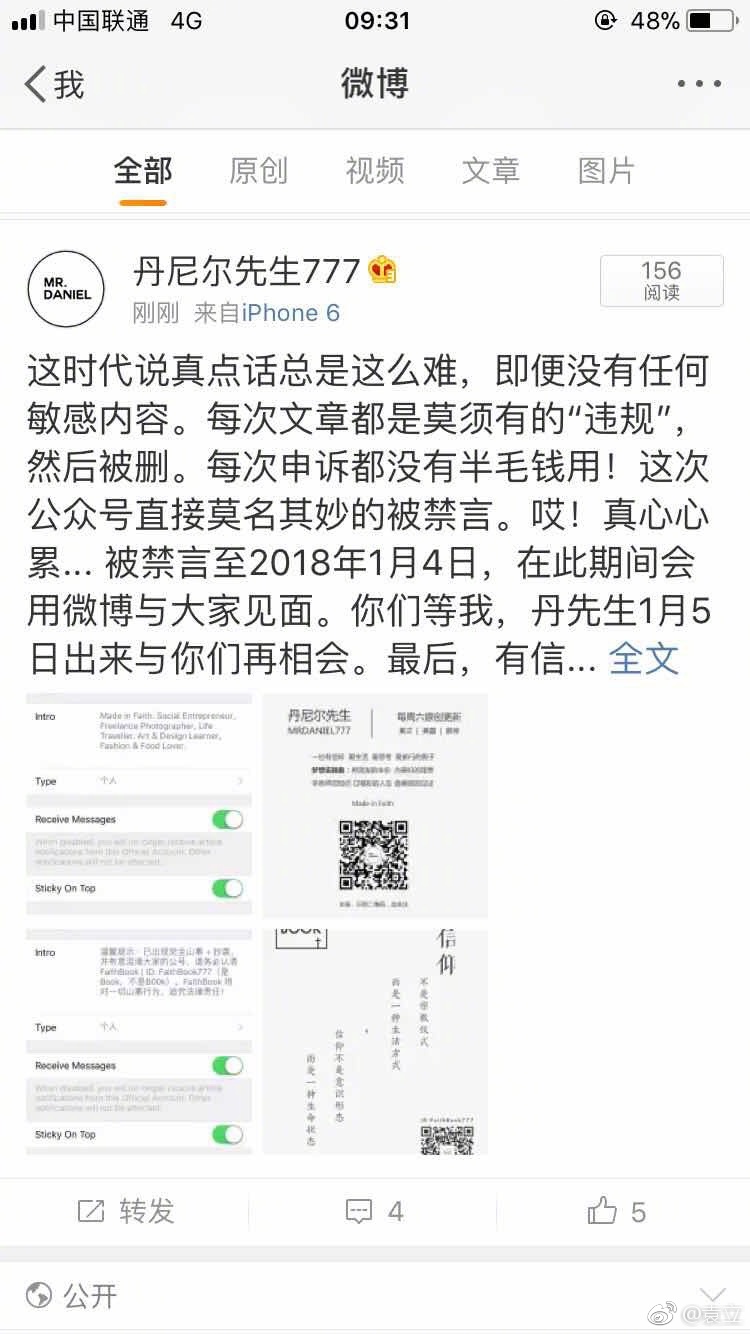 中国联通 4G 09:31 48%
我 微博
全部 原创 视频 文章 图片
MR. DANIEL
丹尼尔先生777
156
阅读
刚刚 来自iPhone 6
这时代说真点话总是这么难，即便没有任何
敏感内容。每次文章都是莫须有的“违规”，
然后被删。每次申诉都没有半毛钱用！这次
公众号直接莫名其妙的被禁言。哎！真心心
累... 被禁言至2018年1月4日，在此期间会
用微博与大家见面。你们等我，丹先生1月5
日出来与你们再相会。最后，有信... 全文
Intro
Made in Faith. Social Entrepreneur,
Freelance Photographer, Life
Traveller. Art & Design Learner,
Fashion & Food Lover.
Type 个人
Receive Messages
When disabled, you will no longer receive article
notifications from this Official Account. Other
notifications will not be affected.
Sticky On Top
丹尼尔先生
MRDANIEL777
每周六原创更新
Made in Faith
Intro
温馨提示：已出现完全山寨＋抄袭，
并有意混淆大家的公号，请务必认准
FaithBook | ID: FaithBook777（是
Book，不是B00k）。FaithBook 将
对一切山寨行为，追究法律责任！
Type 个人
Receive Messages
When disabled, you will no longer receive article
notifications from this Official Account. Other
notifications will not be affected.
Sticky On Top
BOOK
信仰
不是宗教仪式
而是一种生活方式
信仰不是意识形态
而是一种生命状态
ID:FaithBook777
转发 4 5
公开
@袁立